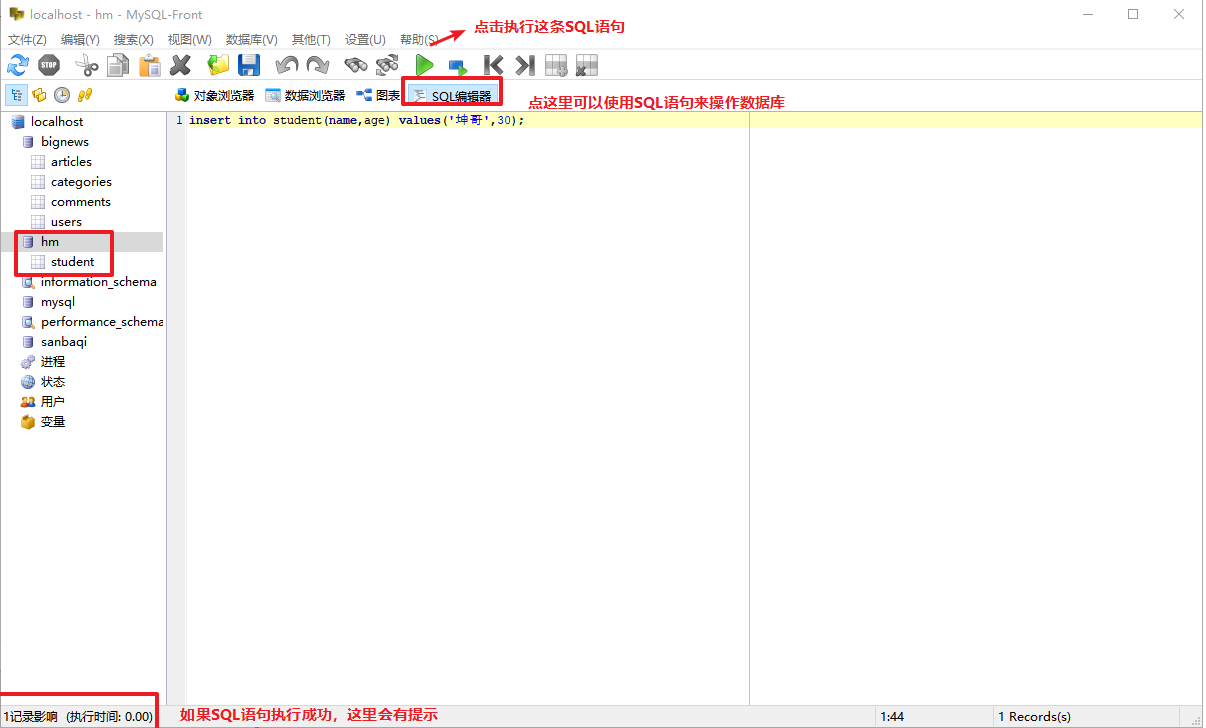 localhost - hm - MySQL-Front
点击执行这条SQL语句
文件(Z) 编辑(Y) 搜索(X) 视图(W) 数据库(V) 其他(T) 设置(U) 帮助(S)
STOP
对象浏览器 数据浏览器 图表 SQL编辑器
点这里可以使用SQL语句来操作数据库
localhost
1 insert into student(name,age) values('坤哥',30);
bignews
articles
categories
comments
users
hm
student
information_schema
mysql
performance_schema
sanbaqi
进程
状态
用户
变量
1记录影响 (执行时间: 0.00)
如果SQL语句执行成功，这里会有提示
1:44
1 Records(s)